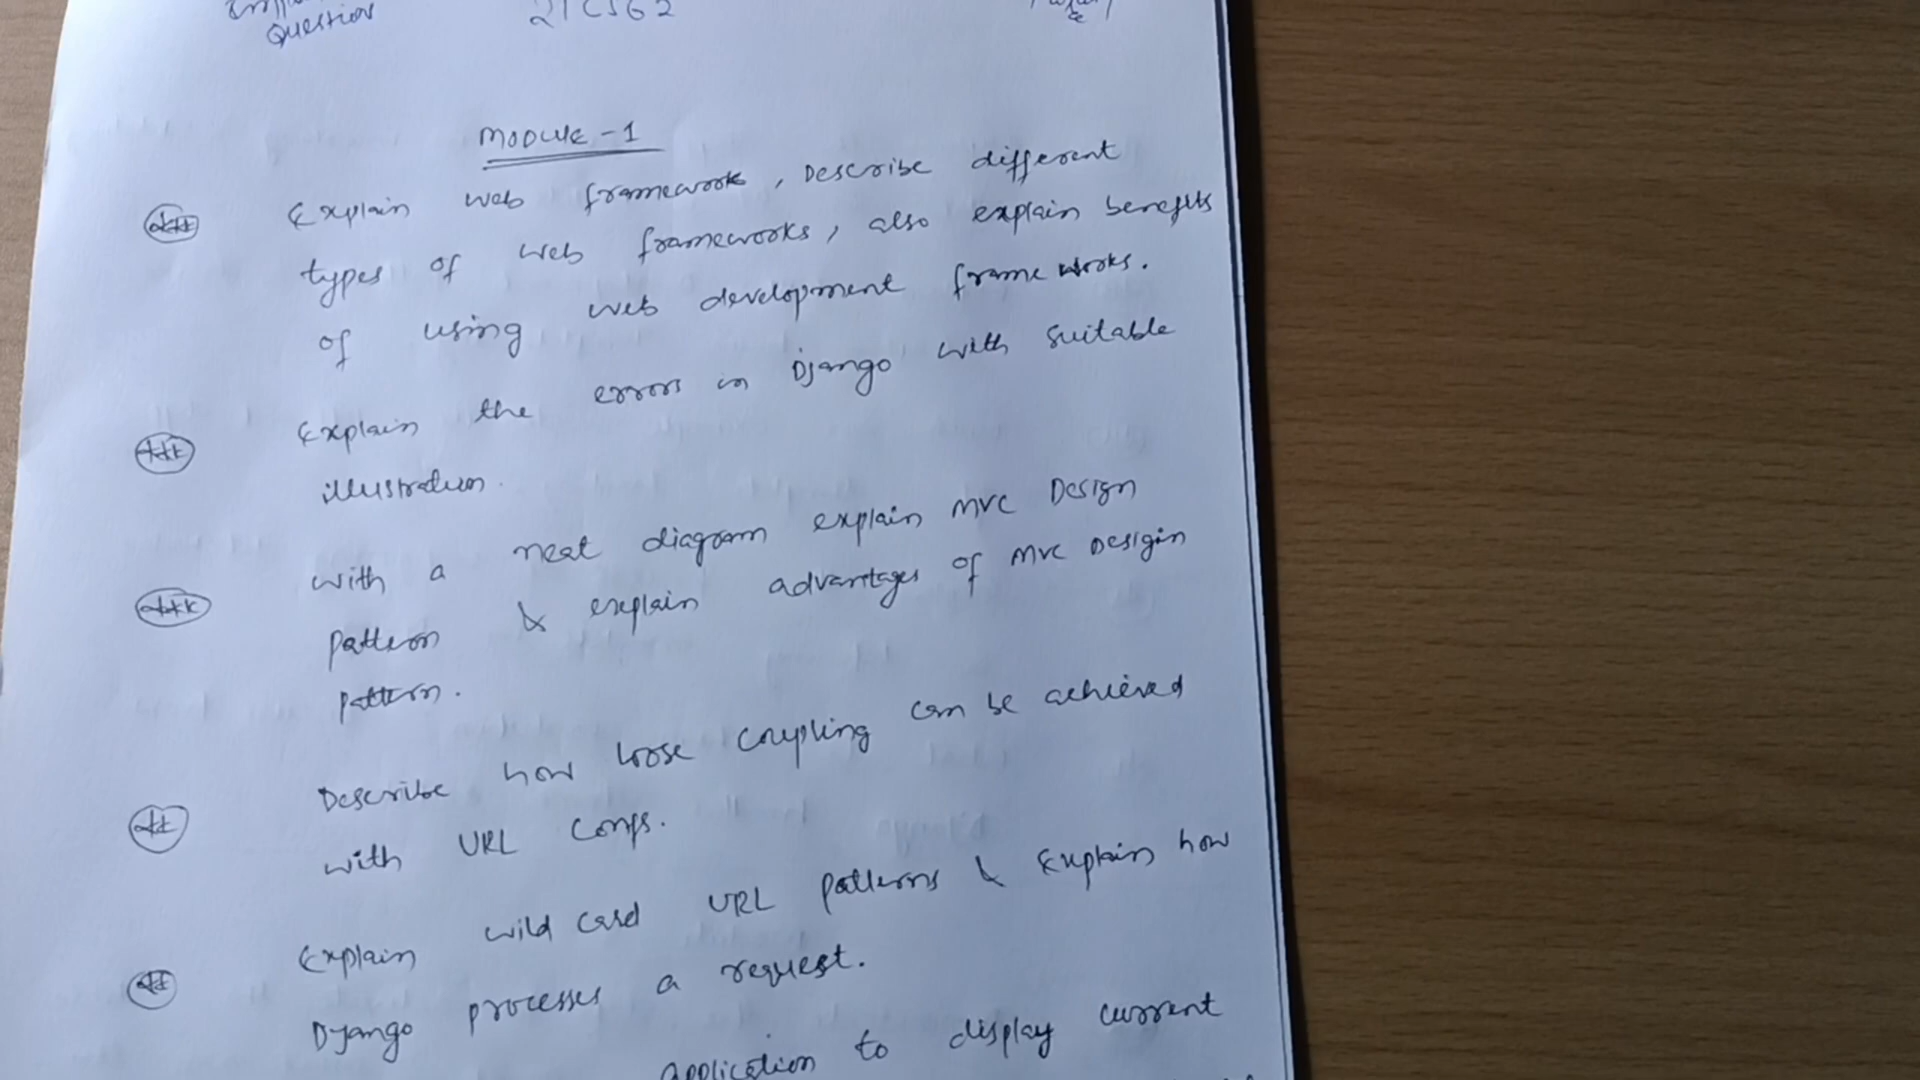 Question 21CS62
Module-1
*** Explain web framework, Describe different
types of web frameworks, also explain benefits
of using web development frame works.
*** Explain the errors in Django with suitable
illustration.
*** With a neat diagram explain MVC Design
pattern & explain advantages of MVC Desigin
pattern.
** Describe how loose coupling can be achieved
with URL Confs.
** Explain wild card URL patterns & Explain how
Django processes a request.
application to display current